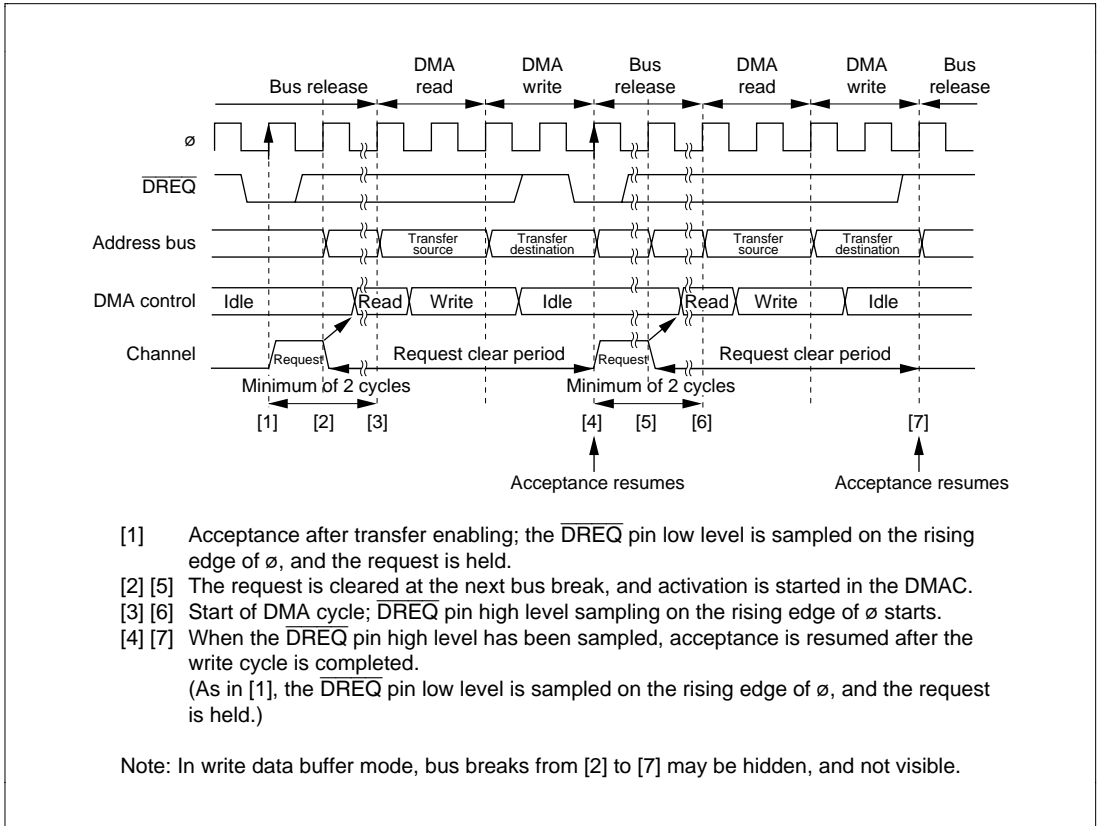 DMA DMA Bus DMA DMA Bus
Bus release read write release read write release
ø
DREQ
Address bus Transfer source Transfer destination Transfer source Transfer destination
DMA control Idle Read Write Idle Read Write Idle
Channel Request Request clear period Request Request clear period
Minimum of 2 cycles Minimum of 2 cycles
[1] [2] [3] [4] [5] [6] [7]
Acceptance resumes Acceptance resumes
[1] Acceptance after transfer enabling; the DREQ pin low level is sampled on the rising
edge of ø, and the request is held.
[2] [5] The request is cleared at the next bus break, and activation is started in the DMAC.
[3] [6] Start of DMA cycle; DREQ pin high level sampling on the rising edge of ø starts.
[4] [7] When the DREQ pin high level has been sampled, acceptance is resumed after the
write cycle is completed.
(As in [1], the DREQ pin low level is sampled on the rising edge of ø, and the request
is held.)
Note: In write data buffer mode, bus breaks from [2] to [7] may be hidden, and not visible.